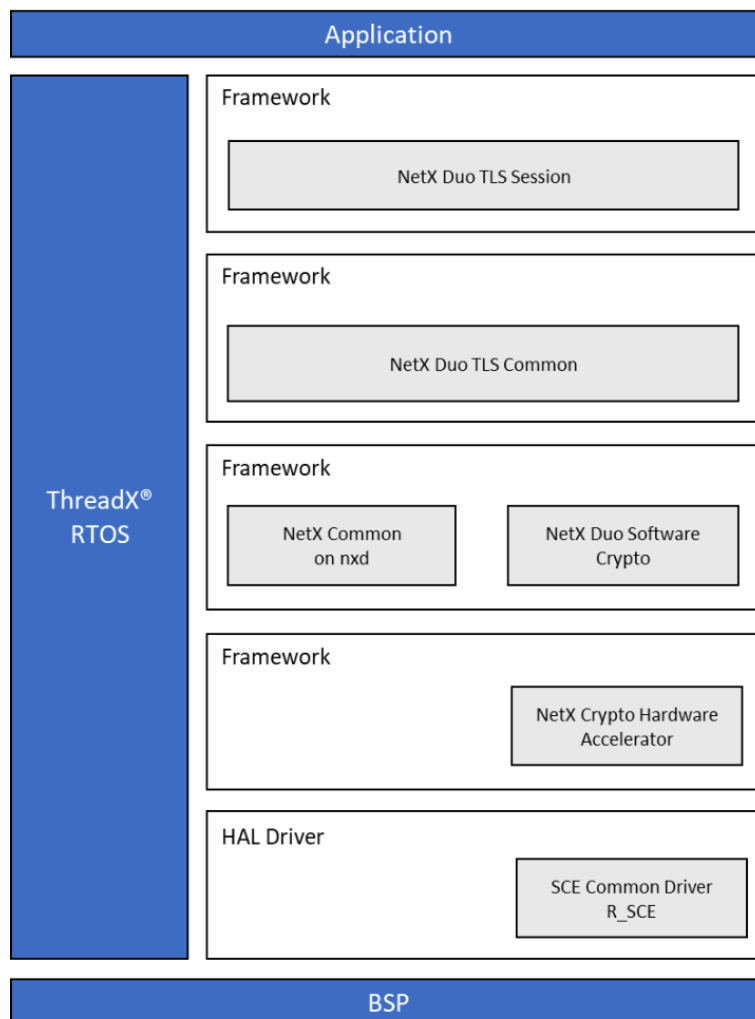 Application
ThreadX®
RTOS
Framework
NetX Duo TLS Session
Framework
NetX Duo TLS Common
Framework
NetX Common
on nxd
NetX Duo Software
Crypto
Framework
NetX Crypto Hardware
Accelerator
HAL Driver
SCE Common Driver
R_SCE
BSP